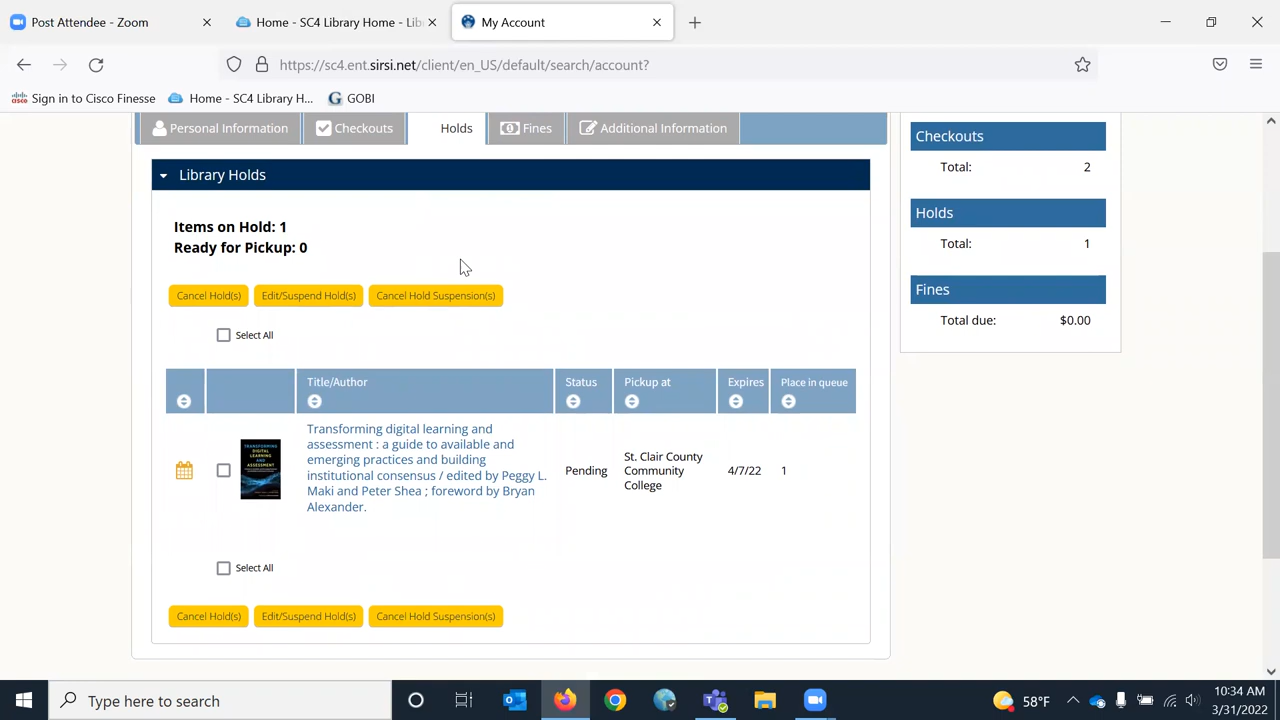 Post Attendee - Zoom
Home - SC4 Library Home - Lib
My Account
https://sc4.ent.sirsi.net/client/en_US/default/search/account?
Sign in to Cisco Finesse
Home - SC4 Library H...
GOBI
Personal Information
Checkouts
Holds
Fines
Additional Information
Library Holds
Items on Hold: 1
Ready for Pickup: 0
Cancel Hold(s)
Edit/Suspend Hold(s)
Cancel Hold Suspension(s)
Select All
Title/Author
Status
Pickup at
Expires
Place in queue
TRANSFORMING
DIGITAL
LEARNING
AND
ASSESSMENT
Transforming digital learning and
assessment : a guide to available and
emerging practices and building
institutional consensus / edited by Peggy L.
Maki and Peter Shea ; foreword by Bryan
Alexander.
Pending
St. Clair County
Community
College
4/7/22
1
Select All
Cancel Hold(s)
Edit/Suspend Hold(s)
Cancel Hold Suspension(s)
Checkouts
Total: 2
Holds
Total: 1
Fines
Total due: $0.00
Type here to search
58°F
10:34 AM
3/31/2022